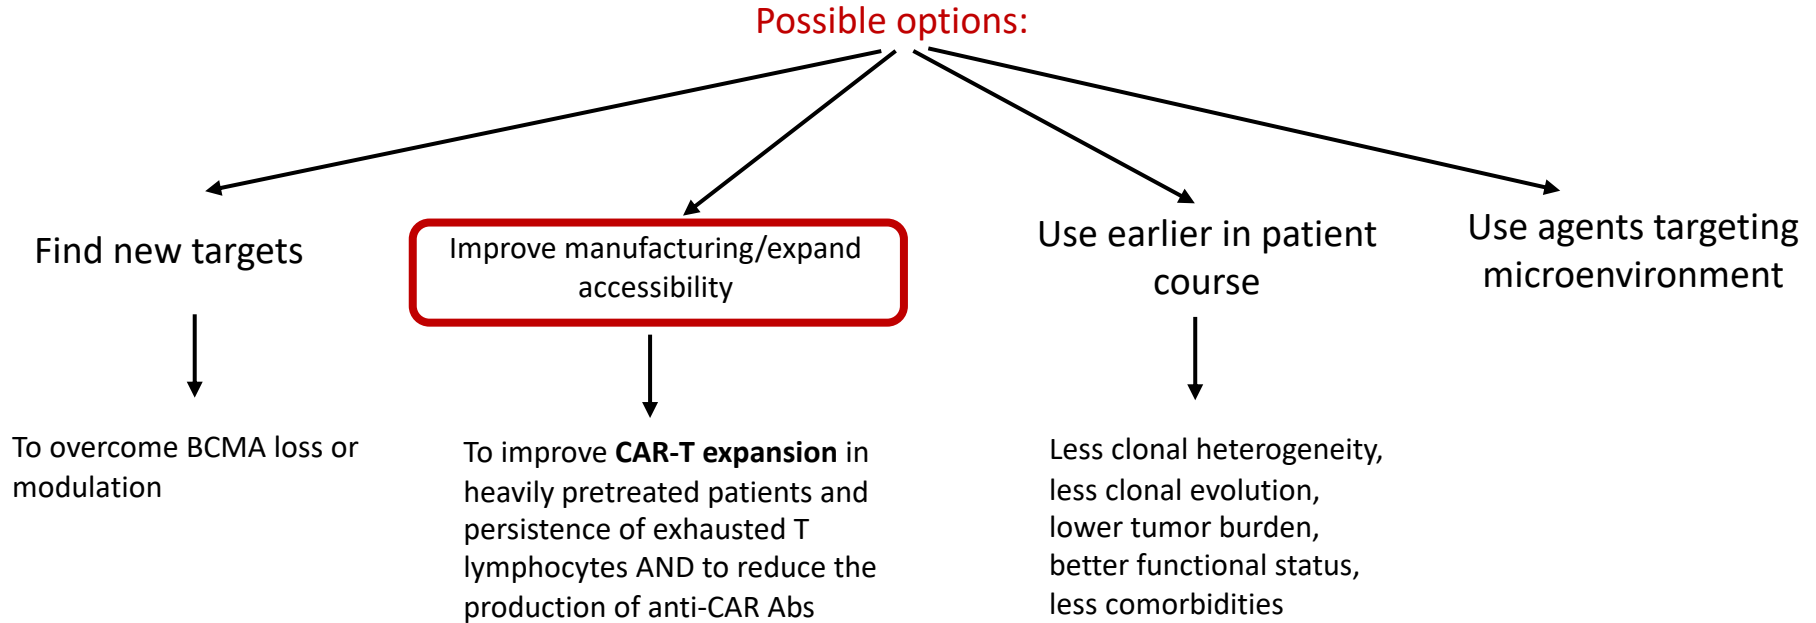 Possible options:
Find new targets
Improve manufacturing/expand
accessibility
Use earlier in patient
course
Use agents targeting
microenvironment
To overcome BCMA loss or
modulation
To improve CAR-T expansion in
heavily pretreated patients and
persistence of exhausted T
lymphocytes AND to reduce the
production of anti-CAR Abs
Less clonal heterogeneity,
less clonal evolution,
lower tumor burden,
better functional status,
less comorbidities